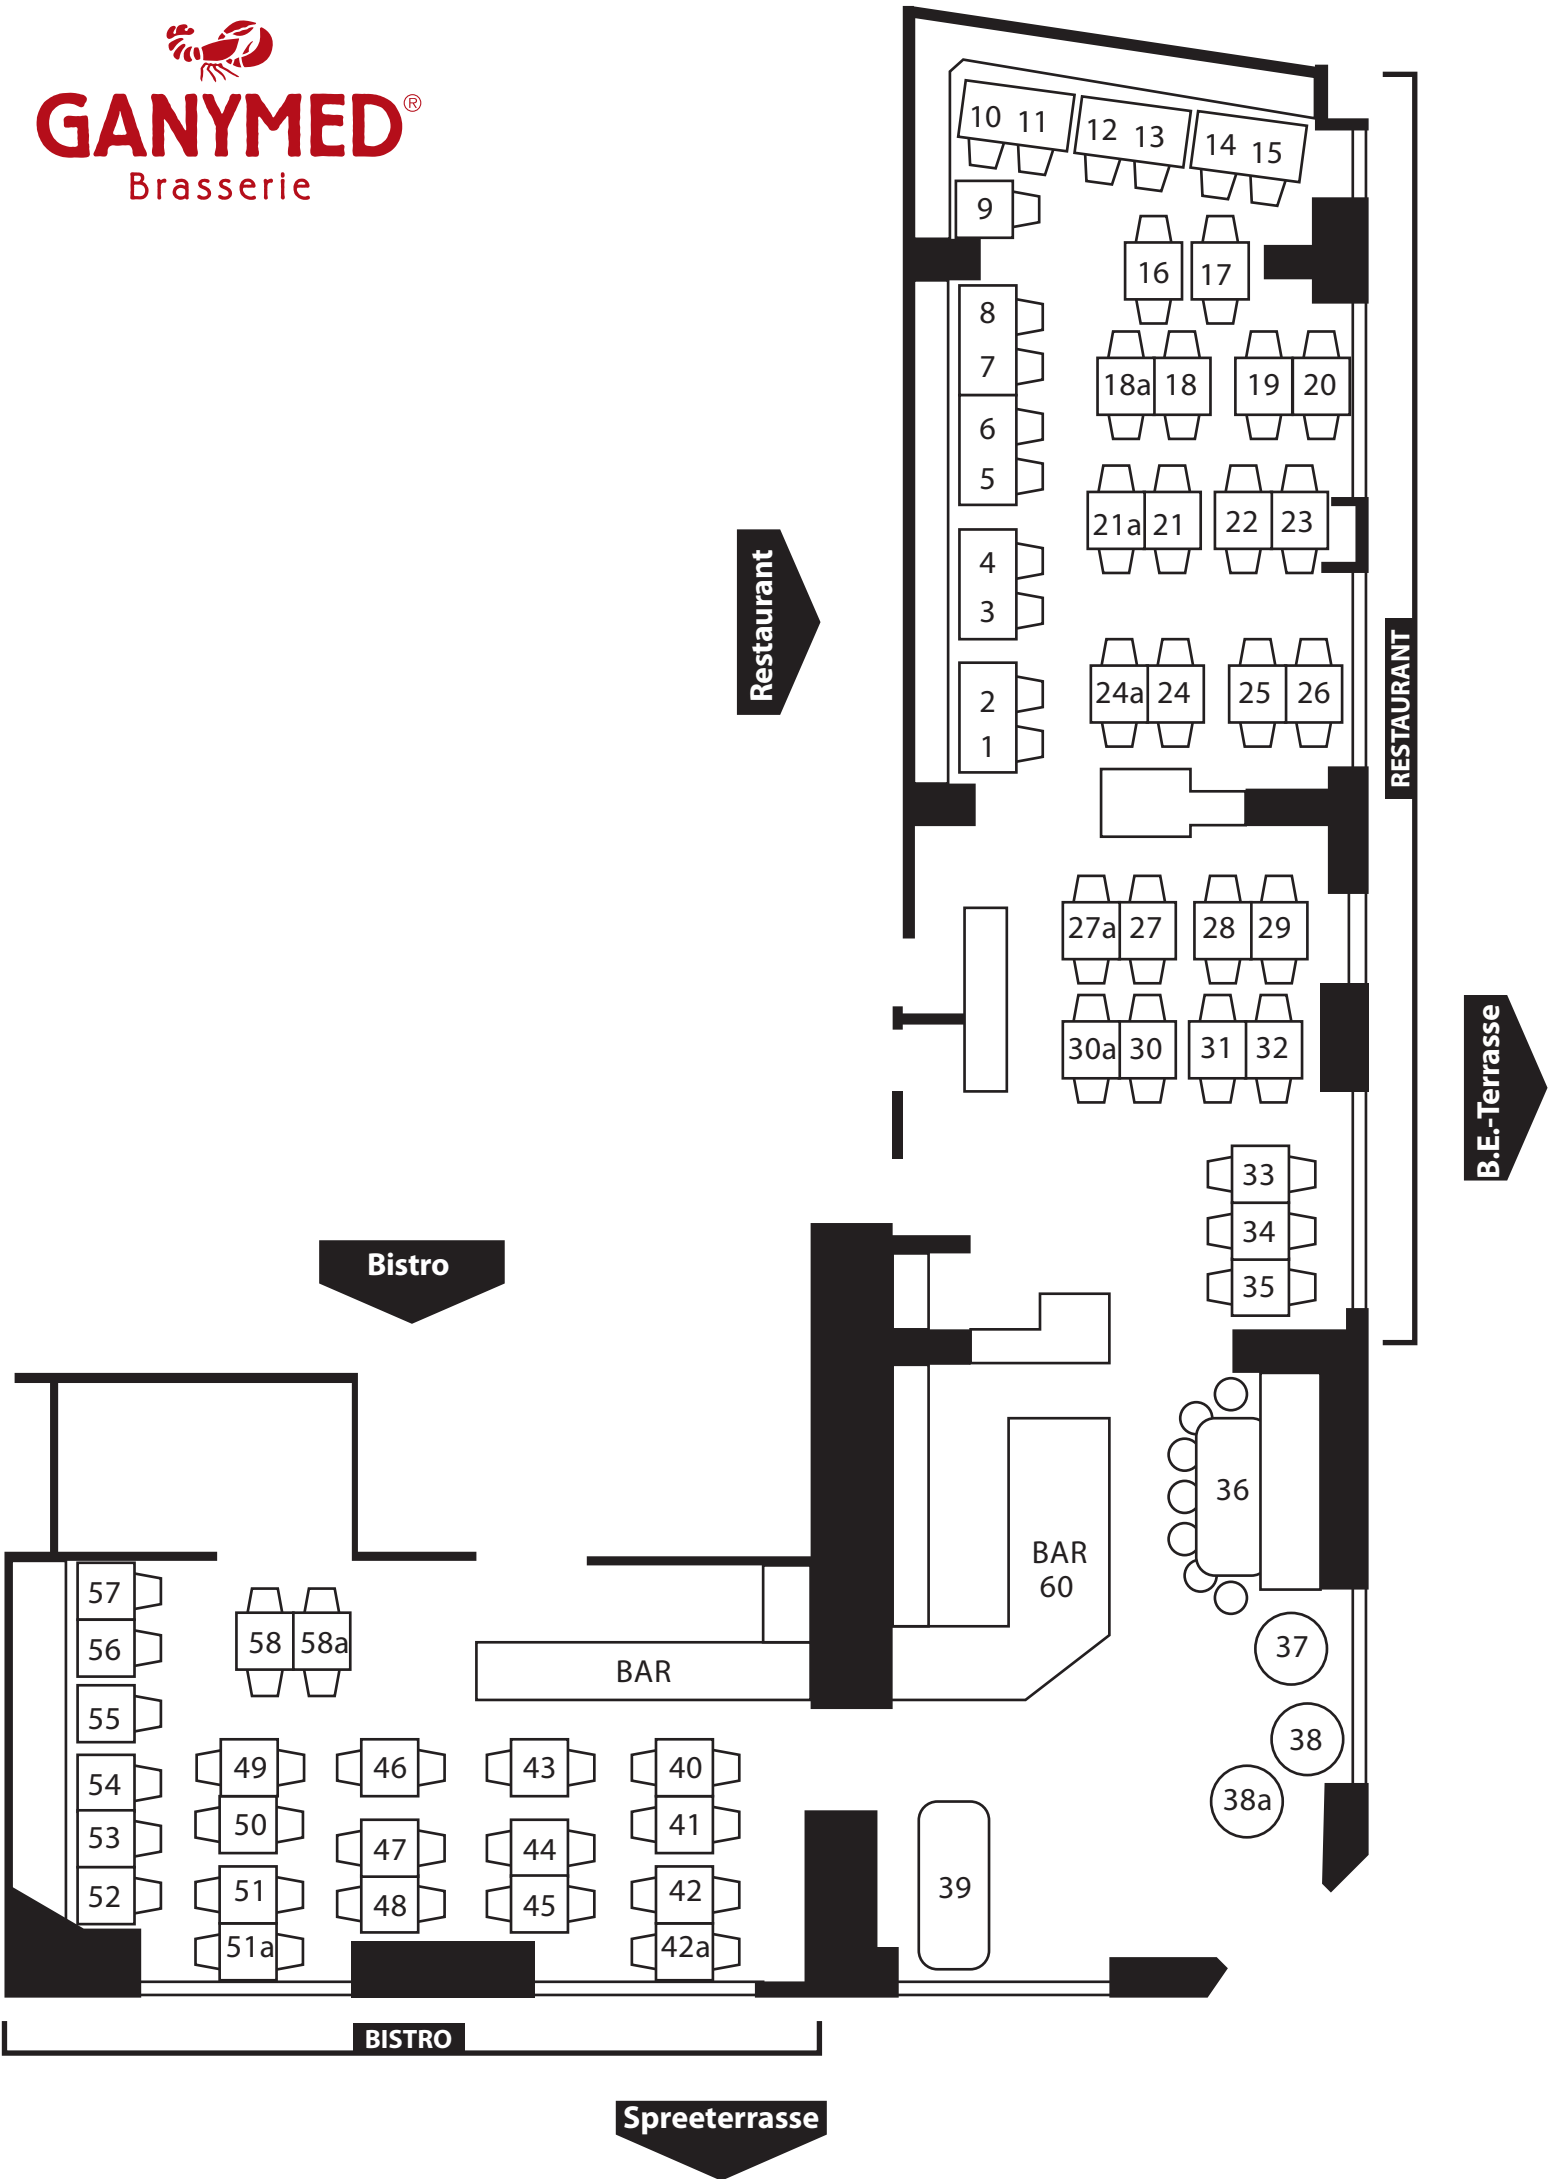 GANYMED®
Brasserie
10 11 12 13 14 15
9
16 17
8
7
18a 18 19 20
6
5
21a 21 22 23
4
3
Restaurant
RESTAURANT
24a 24 25 26
2
1
27a 27 28 29
30a 30 31 32
B.E.-Terrasse
33
34
35
Bistro
36
BAR
60
37
38
38a
39
57
56
58 58a
BAR
55
54
53
52
49 46 43 40
50 47 44 41
51 48 45 42
51a 42a
BISTRO
Spreeterrasse